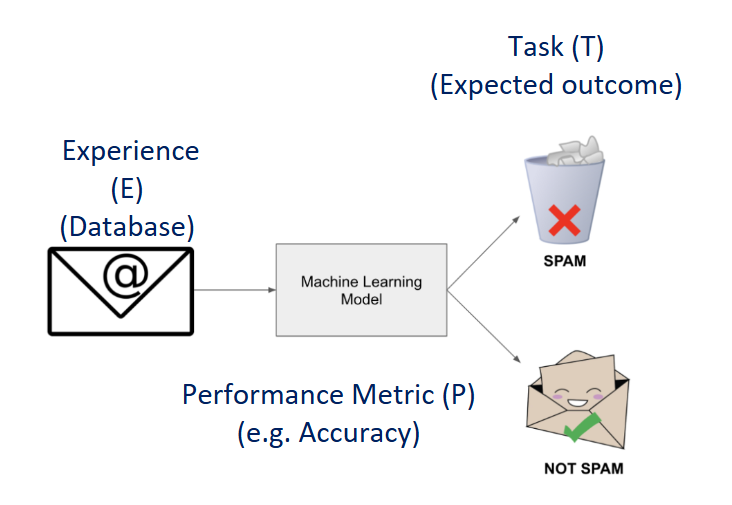 Task (T)
(Expected outcome)
Experience
(E)
(Database)
@
Machine Learning
Model
SPAM
Performance Metric (P)
(e.g. Accuracy)
NOT SPAM